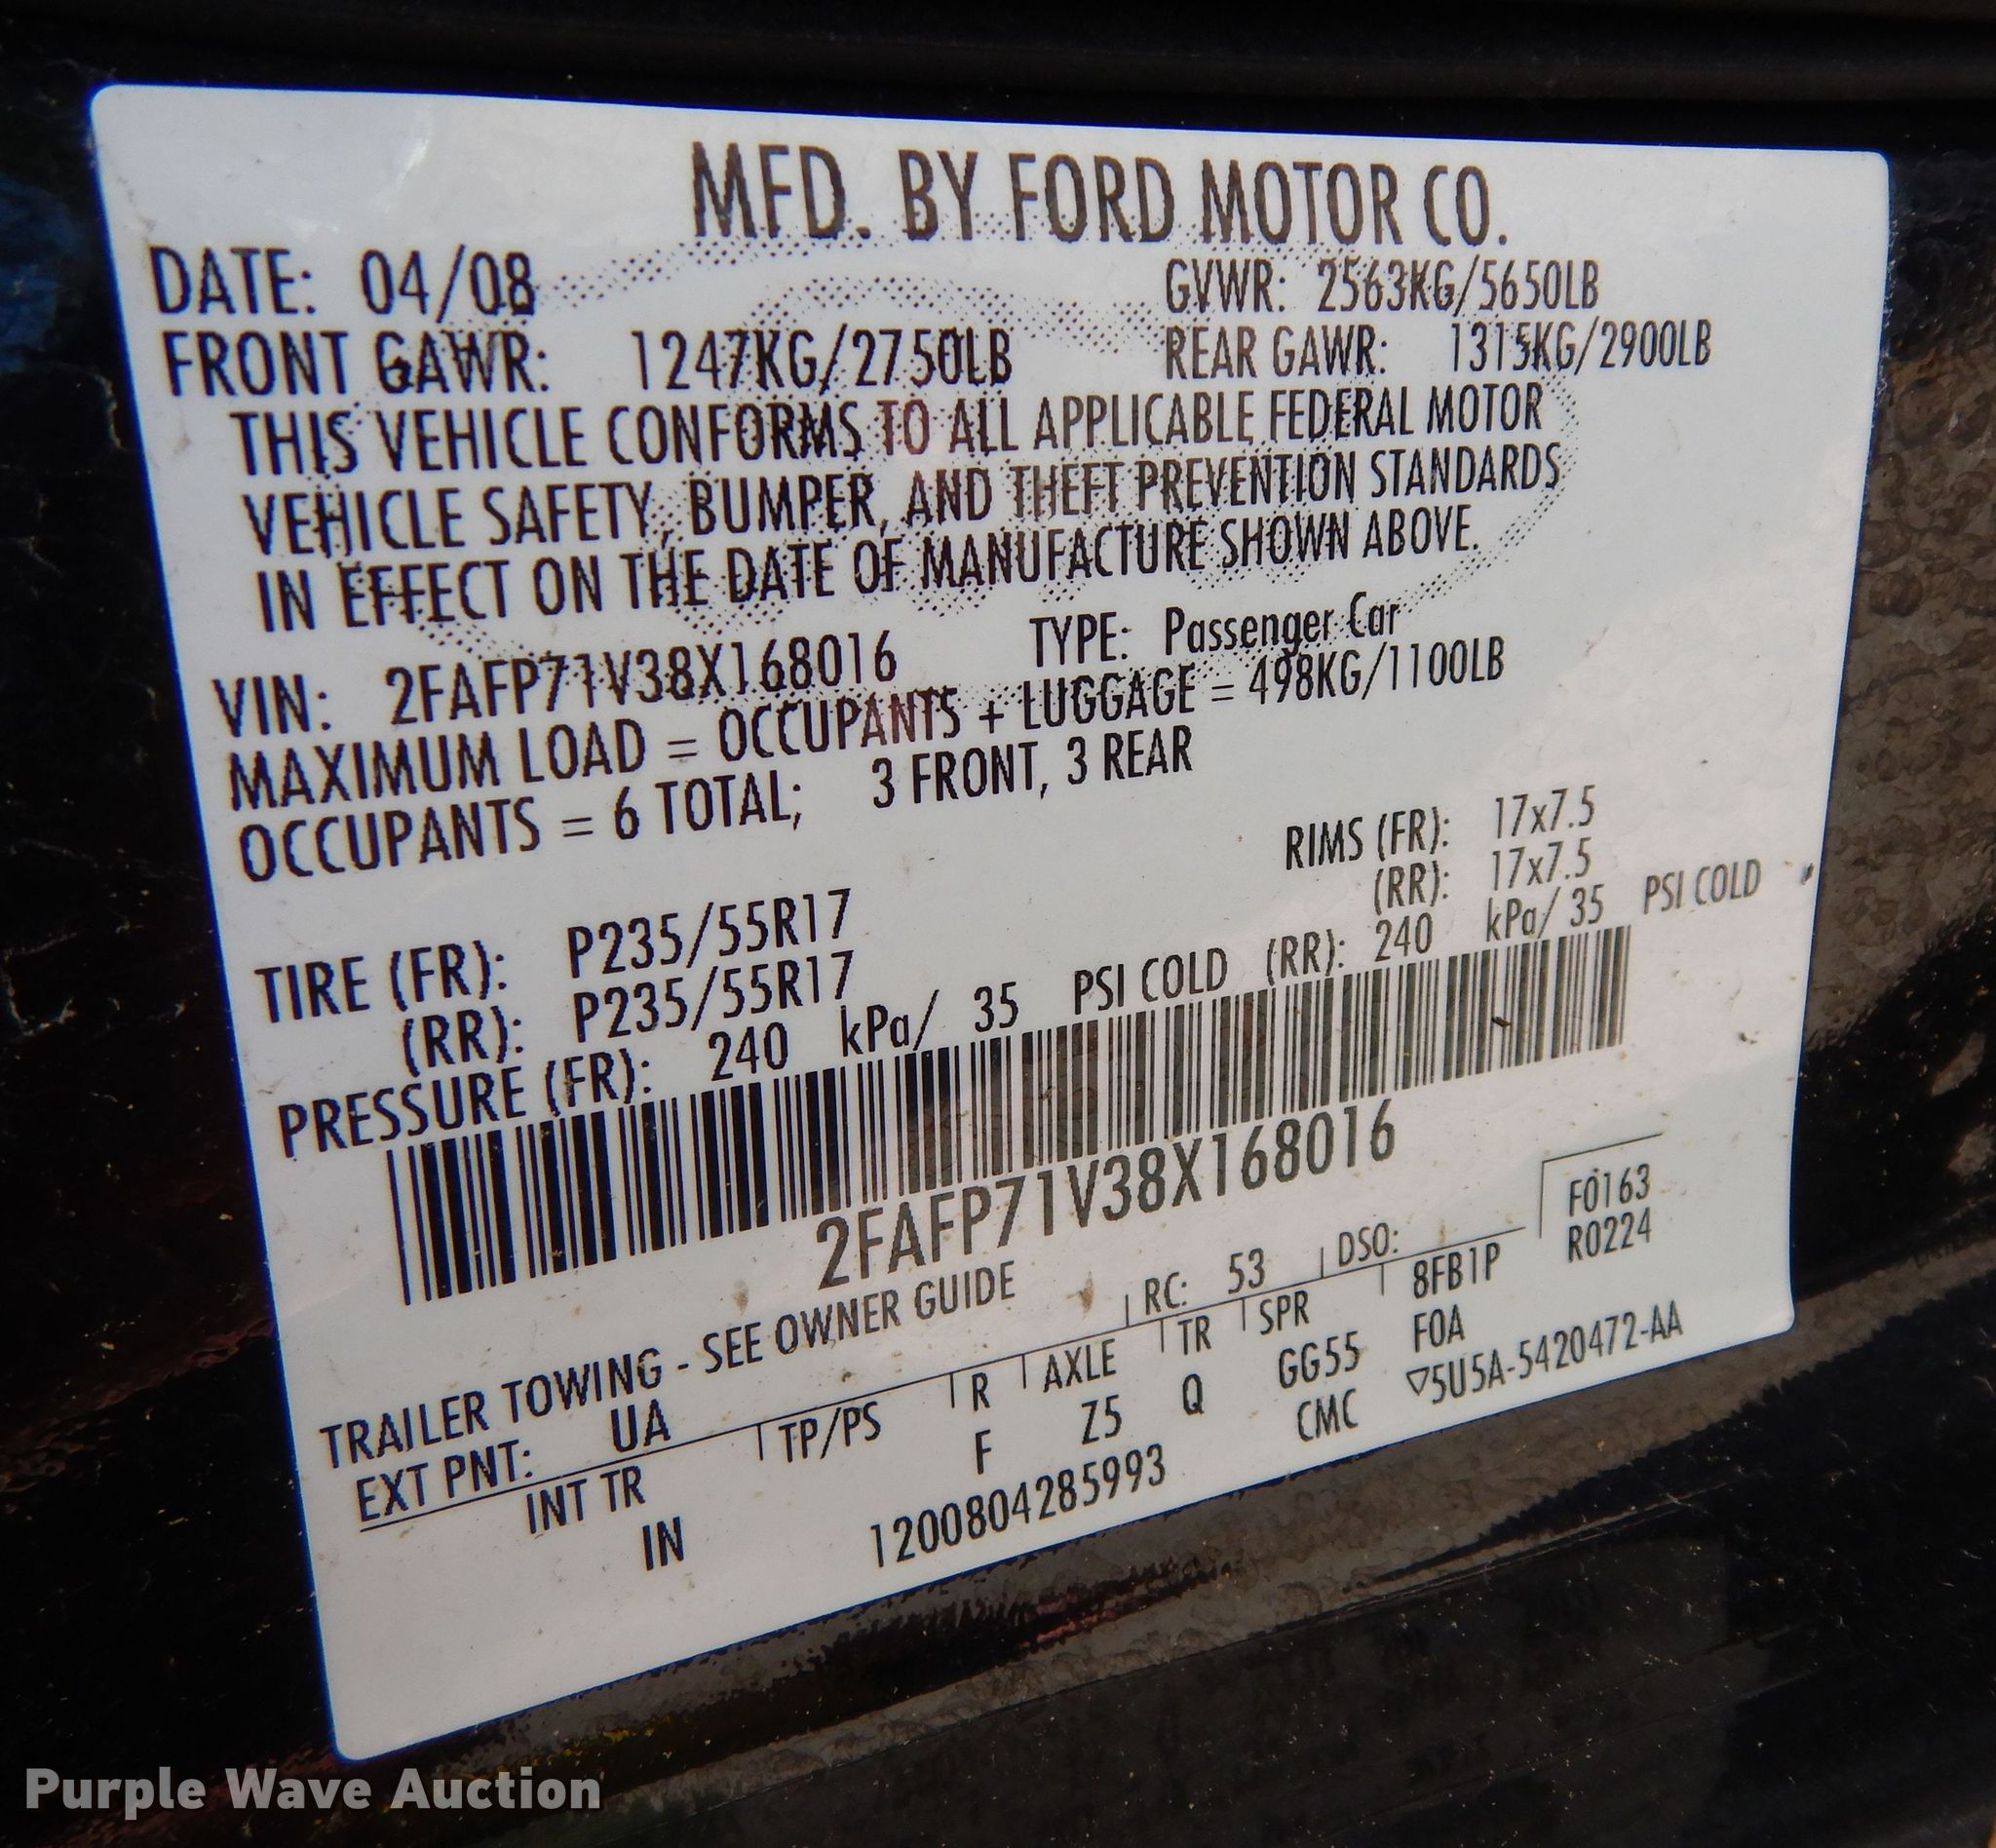 MFD. BY FORD MOTOR CO.
DATE: 04/08 GVWR: 2563KG/5650LB
FRONT GAWR: 1247KG/2750LB REAR GAWR: 1315KG/2900LB
THIS VEHICLE CONFORMS TO ALL APPLICABLE FEDERAL MOTOR
VEHICLE SAFETY, BUMPER, AND THEFT PREVENTION STANDARDS
IN EFFECT ON THE DATE OF MANUFACTURE SHOWN ABOVE.
VIN: 2FAFP71V38X168016 TYPE: Passenger Car
MAXIMUM LOAD = OCCUPANTS + LUGGAGE = 498KG/1100LB
OCCUPANTS = 6 TOTAL; 3 FRONT, 3 REAR
TIRE (FR): P235/55R17 RIMS (FR): 17x7.5
(RR): P235/55R17 (RR): 17x7.5
PRESSURE (FR): 240 kPa/ 35 PSI COLD (RR): 240 kPa/ 35 PSI COLD
2FAFP71V38X168016
TRAILER TOWING - SEE OWNER GUIDE
EXT PNT: UA RC: 53 DSO: F0163
R0224
INT TR TP/PS R AXLE TR SPR 8FB1P
IN F Z5 Q GG55 FOA
1200804285993 CMC ▽5U5A-5420472-AA
Purple Wave Auction